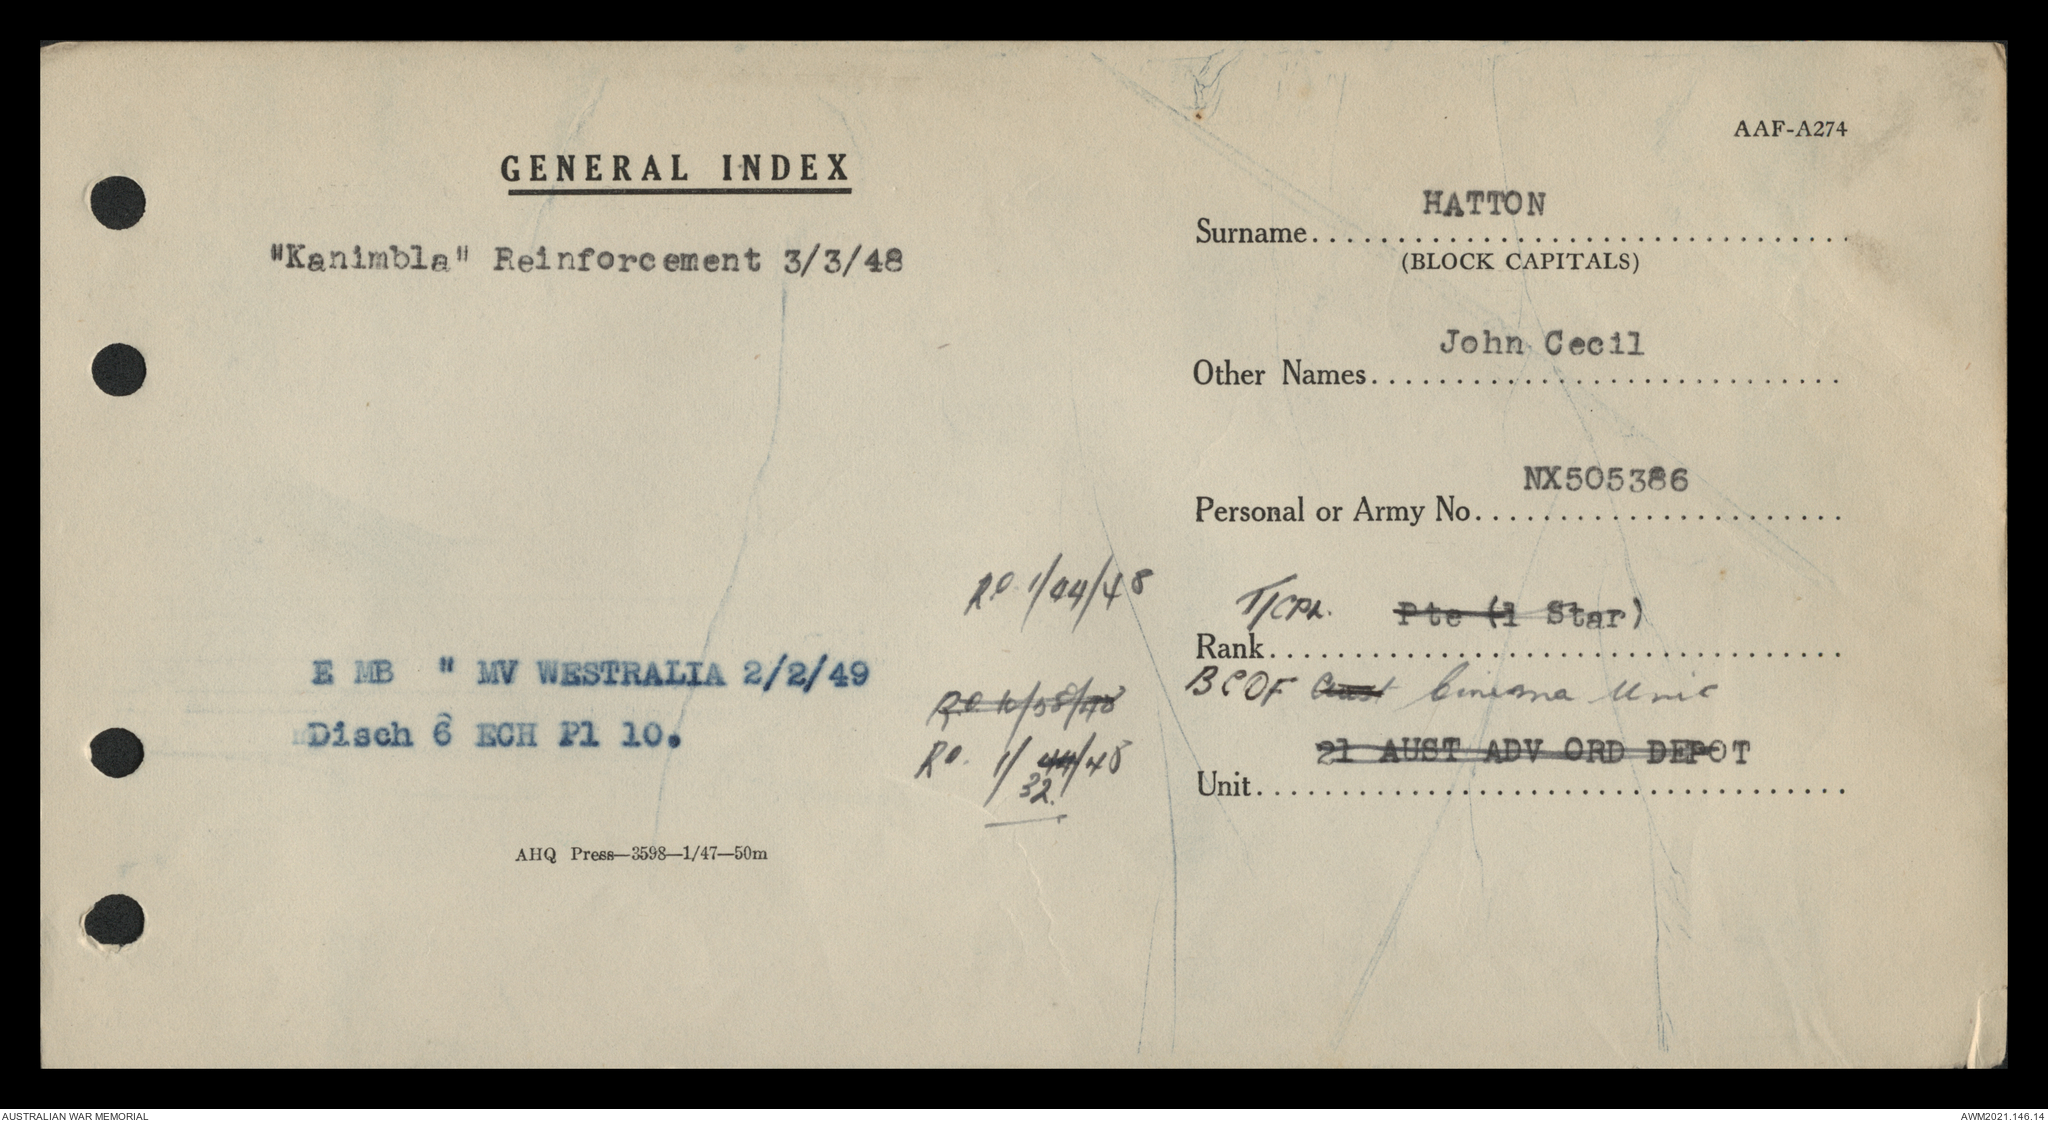 AAF-A274
GENERAL INDEX
"Kanimbla" Reinforcement 3/3/48
E MB " MV WESTRALIA 2/2/49
Disch 6 ECH Pl 10.
AHQ Press—3598—1/47—50m
RO 1/44/48
RO. 1/44/48
32.
HATTON
Surname
(BLOCK CAPITALS)
John Cecil
Other Names
NX505386
Personal or Army No.
T/CPL. Pte (1 Star)
Rank
BCOF Cinema Unit
21 AUST ADV ORD DEPOT
Unit
AUSTRALIAN WAR MEMORIAL
AWM2021.146.14